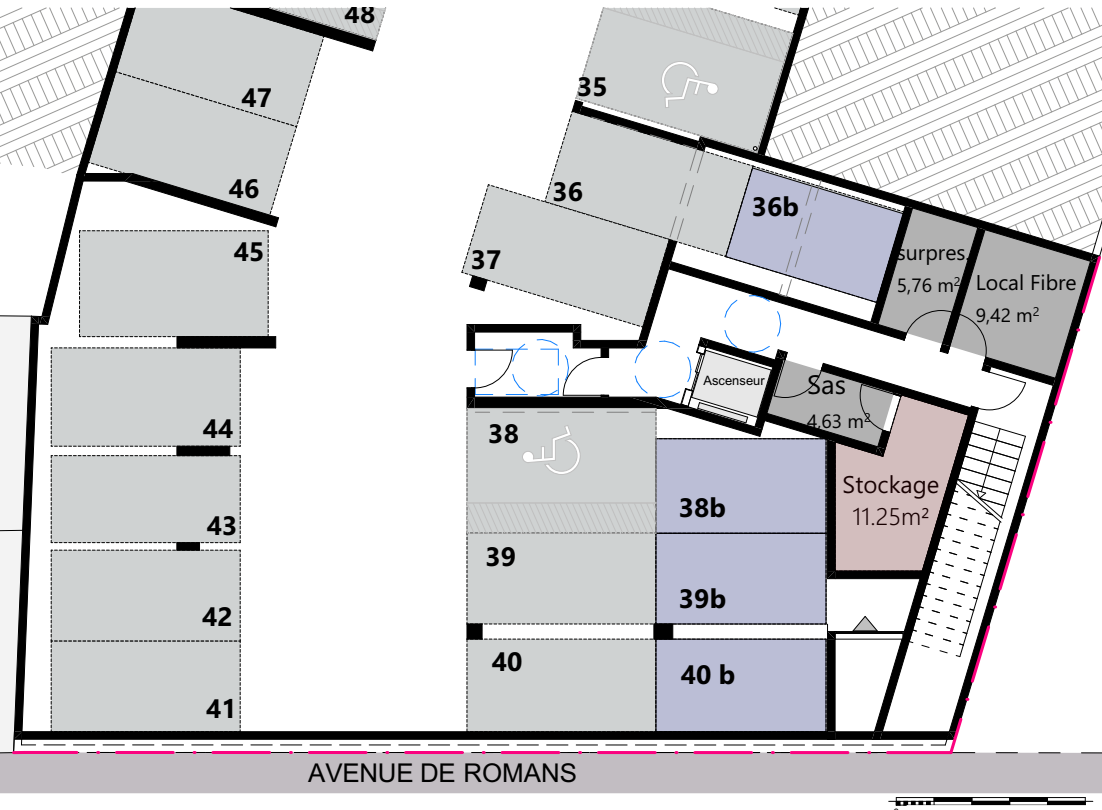 48
47
35
46
36
36b
45
37
surpres.
5,76 m²
Local Fibre
9,42 m²
Ascenseur
Sas
4,63 m²
44
38
Stockage
11.25m²
38b
43
39
39b
42
40
40 b
41
AVENUE DE ROMANS